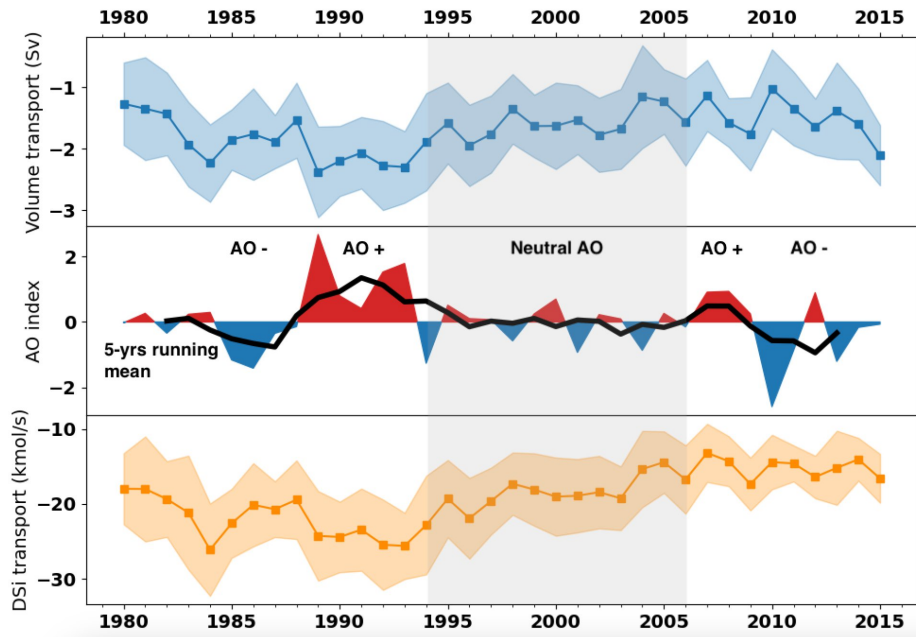 1980 1985 1990 1995 2000 2005 2010 2015
Volume transport (Sv)
−1
−2
−3
AO index
2
0
−2
AO -
AO +
Neutral AO
AO +
AO -
5-yrs running
mean
DSi transport (kmol/s)
−10
−20
−30
1980 1985 1990 1995 2000 2005 2010 2015